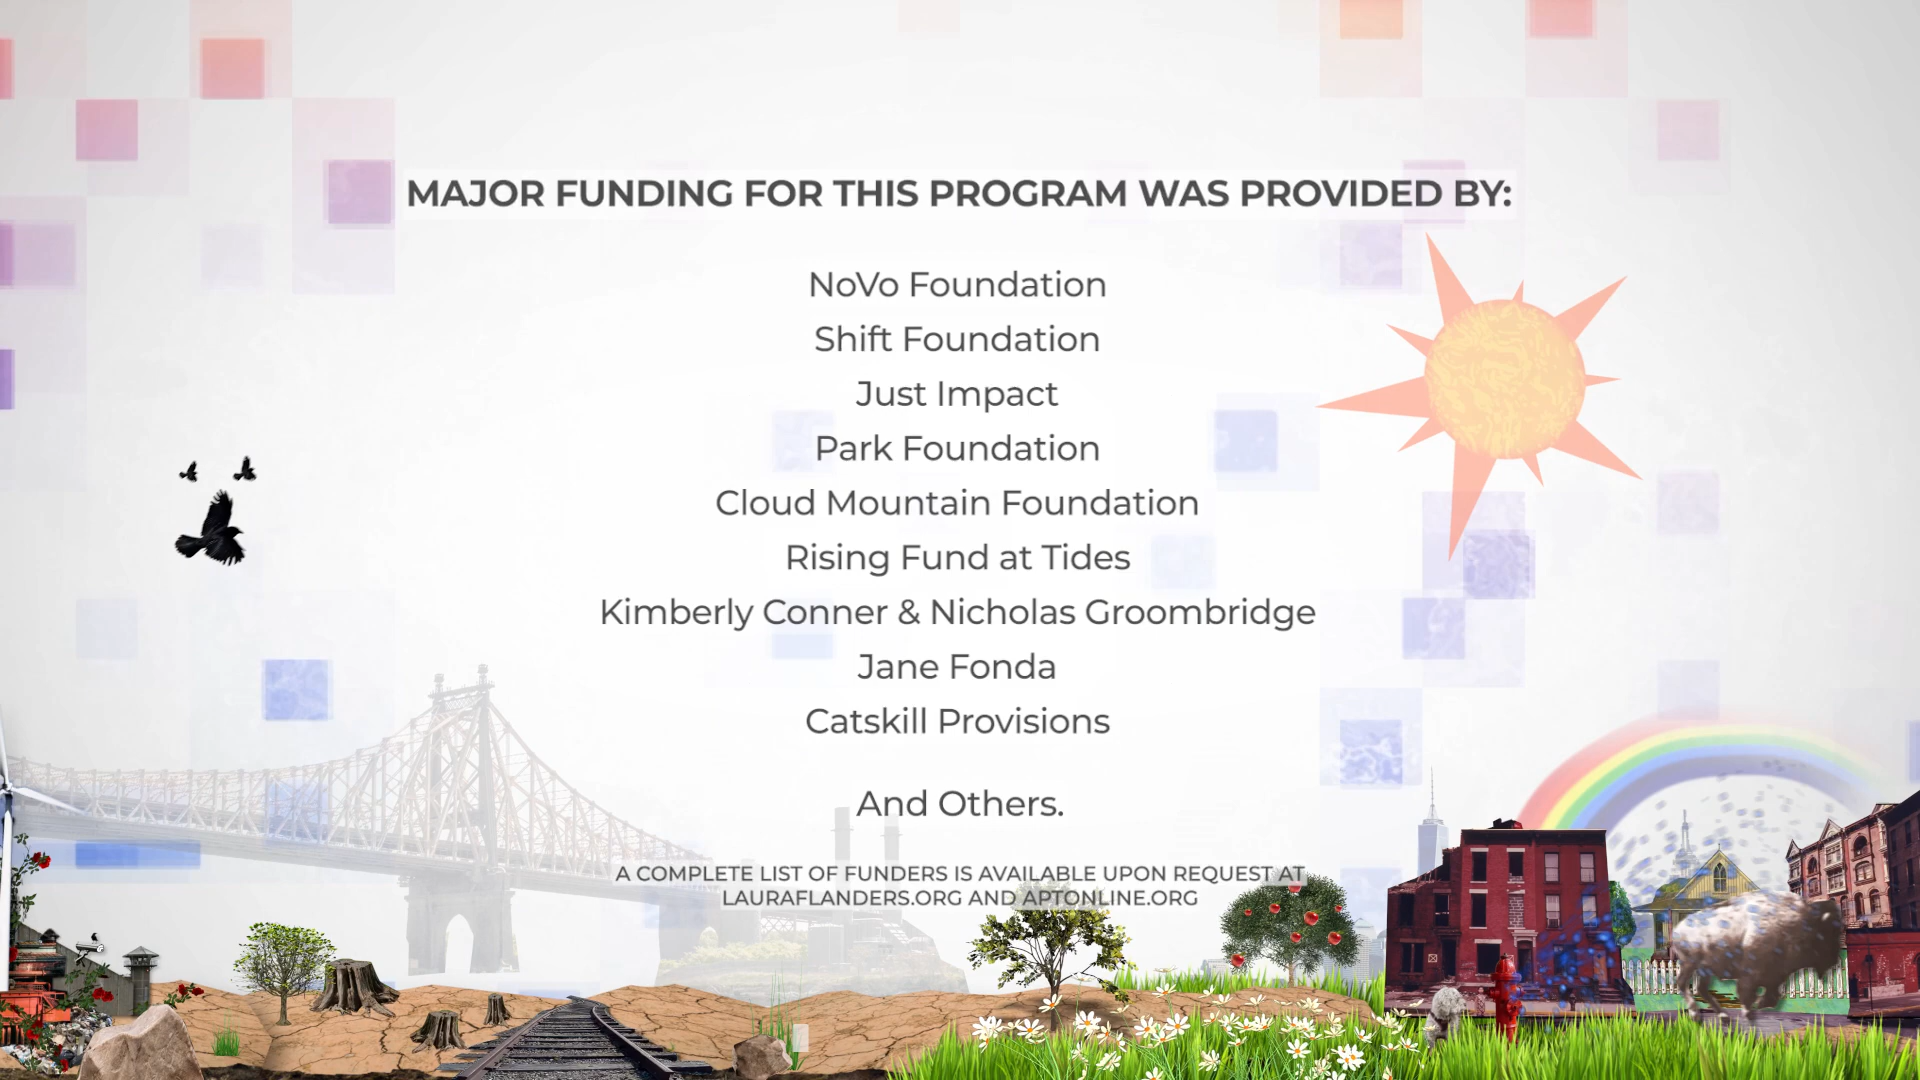 MAJOR FUNDING FOR THIS PROGRAM WAS PROVIDED BY:
NoVo Foundation
Shift Foundation
Just Impact
Park Foundation
Cloud Mountain Foundation
Rising Fund at Tides
Kimberly Conner & Nicholas Groombridge
Jane Fonda
Catskill Provisions
And Others.
A COMPLETE LIST OF FUNDERS IS AVAILABLE UPON REQUEST AT
LAURAFLANDERS.ORG AND APTONLINE.ORG